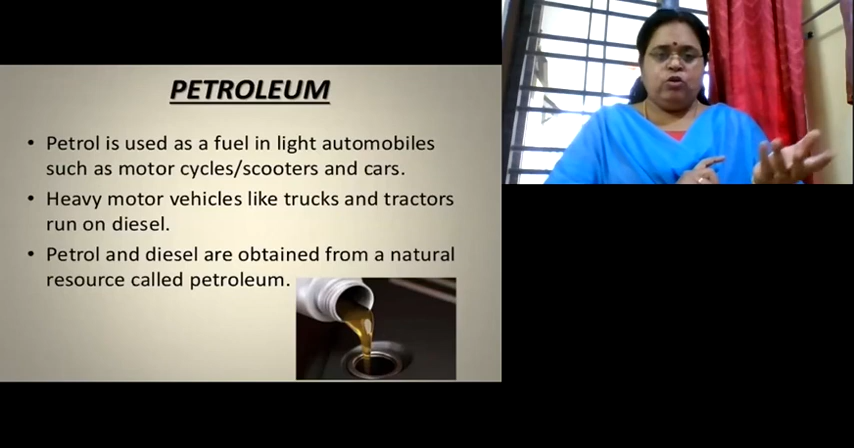 PETROLEUM
• Petrol is used as a fuel in light automobiles
such as motor cycles/scooters and cars.
• Heavy motor vehicles like trucks and tractors
run on diesel.
• Petrol and diesel are obtained from a natural
resource called petroleum.